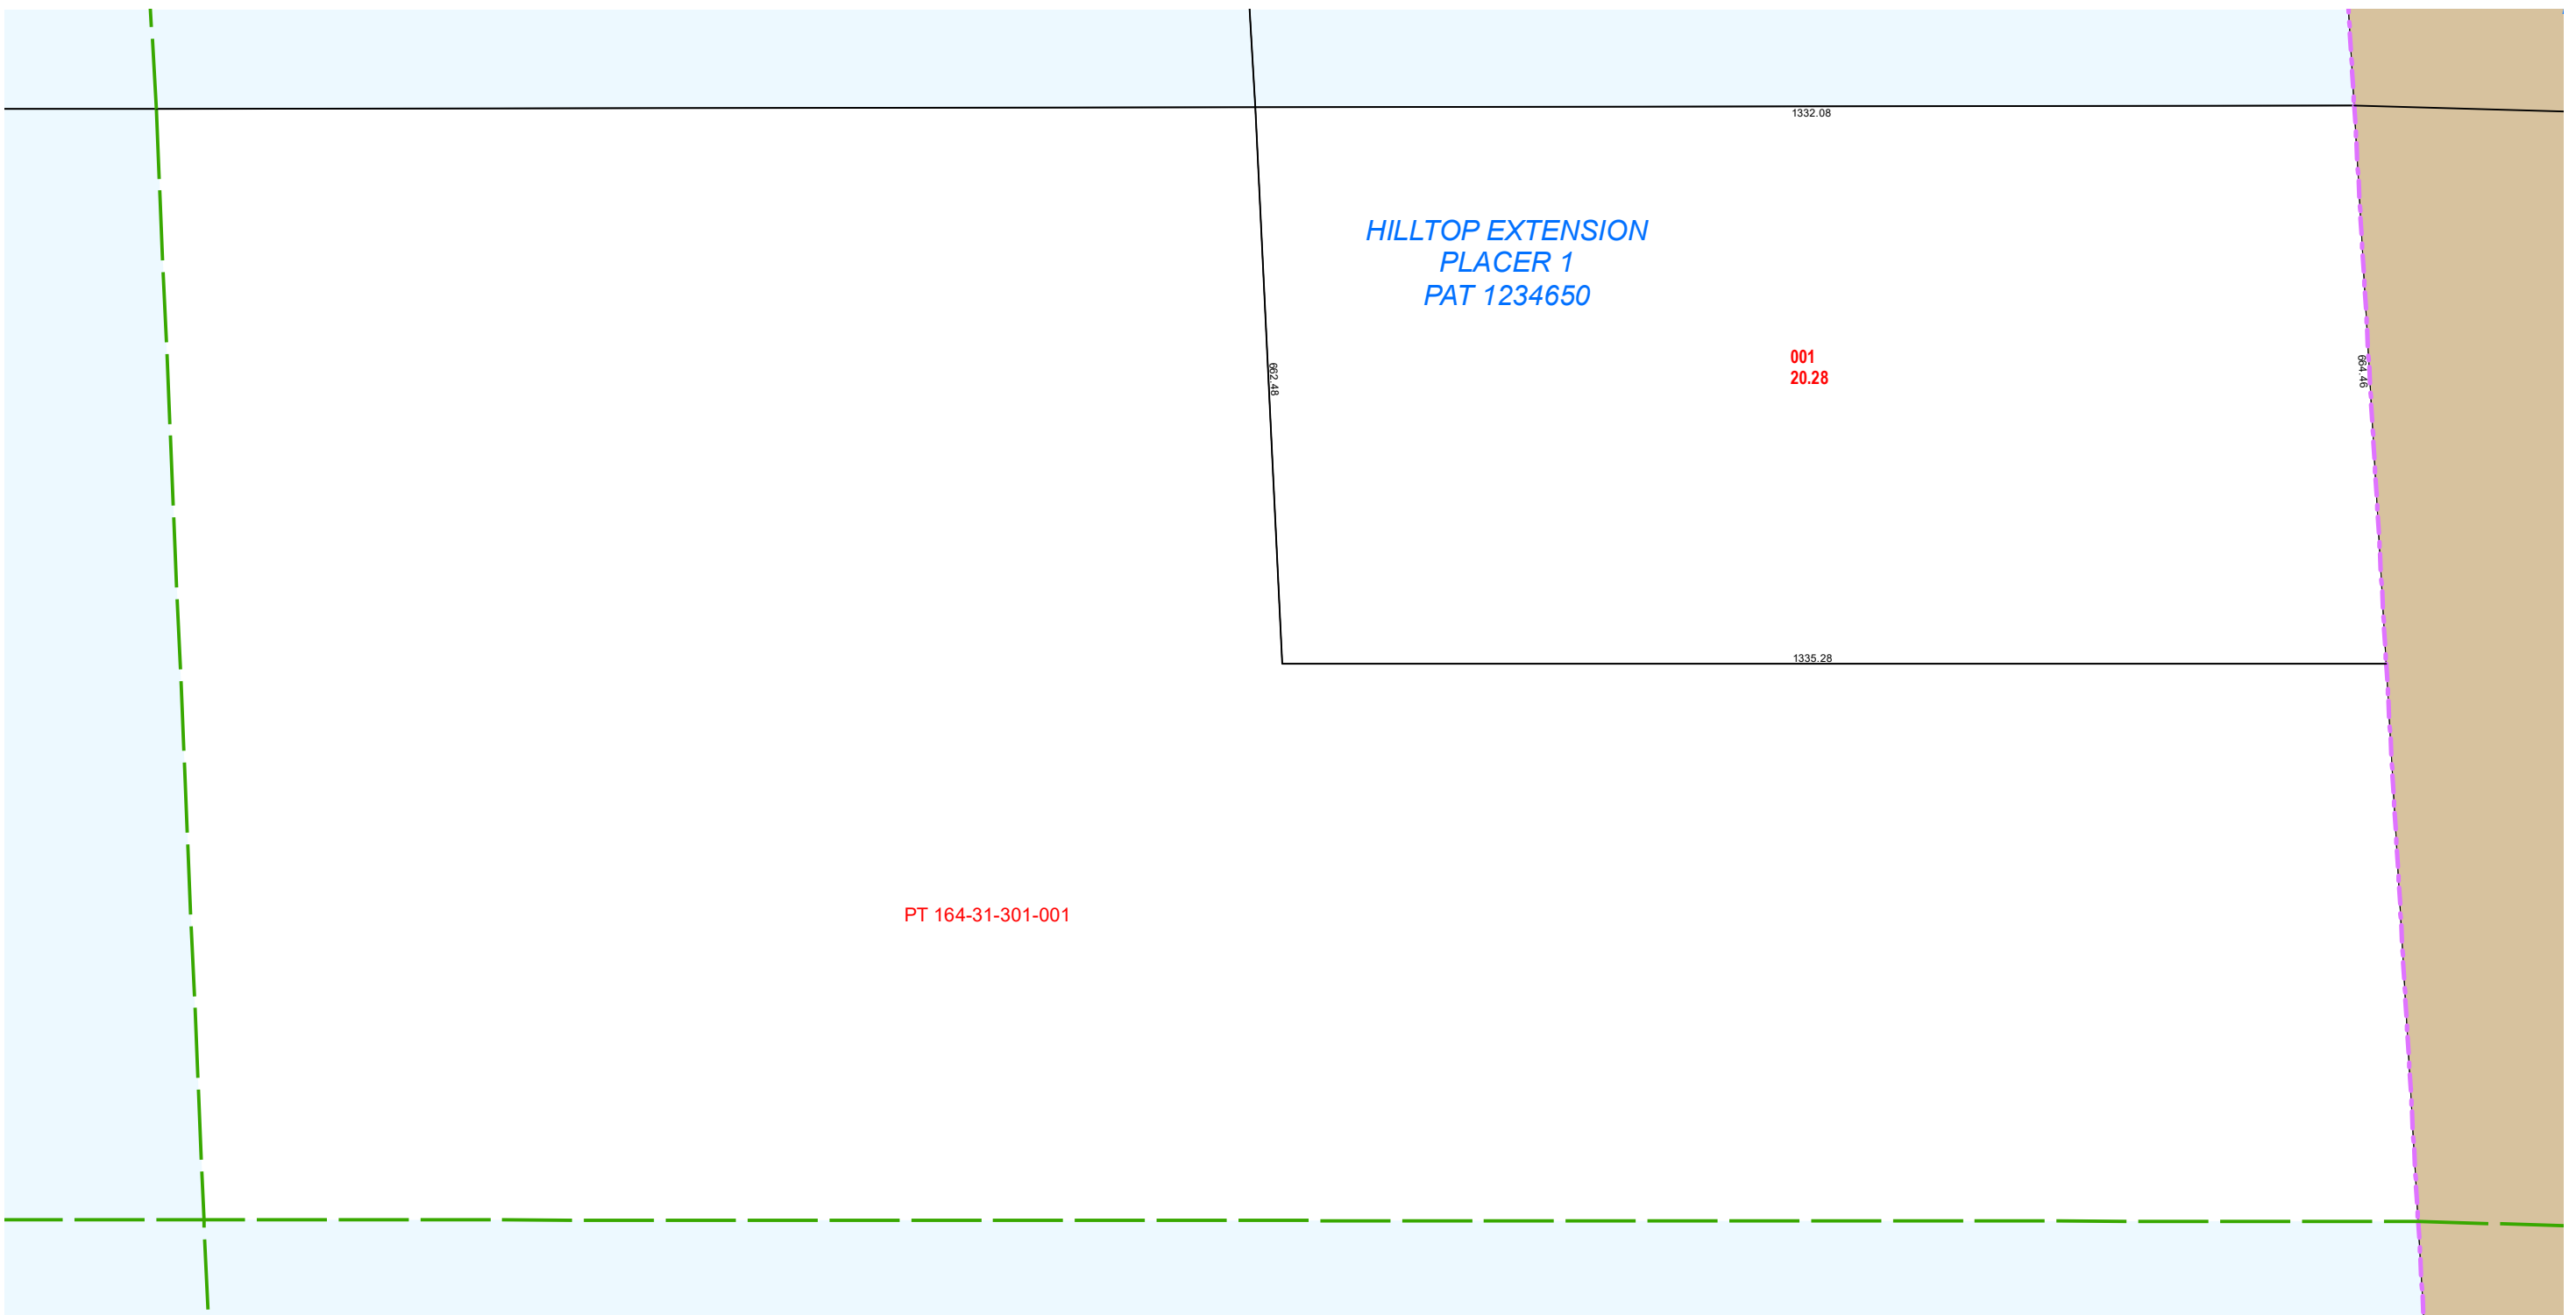 1332.08
HILLTOP EXTENSION
PLACER 1
PAT 1234650
001
20.28
662.48
664.46
1335.28
PT 164-31-301-001